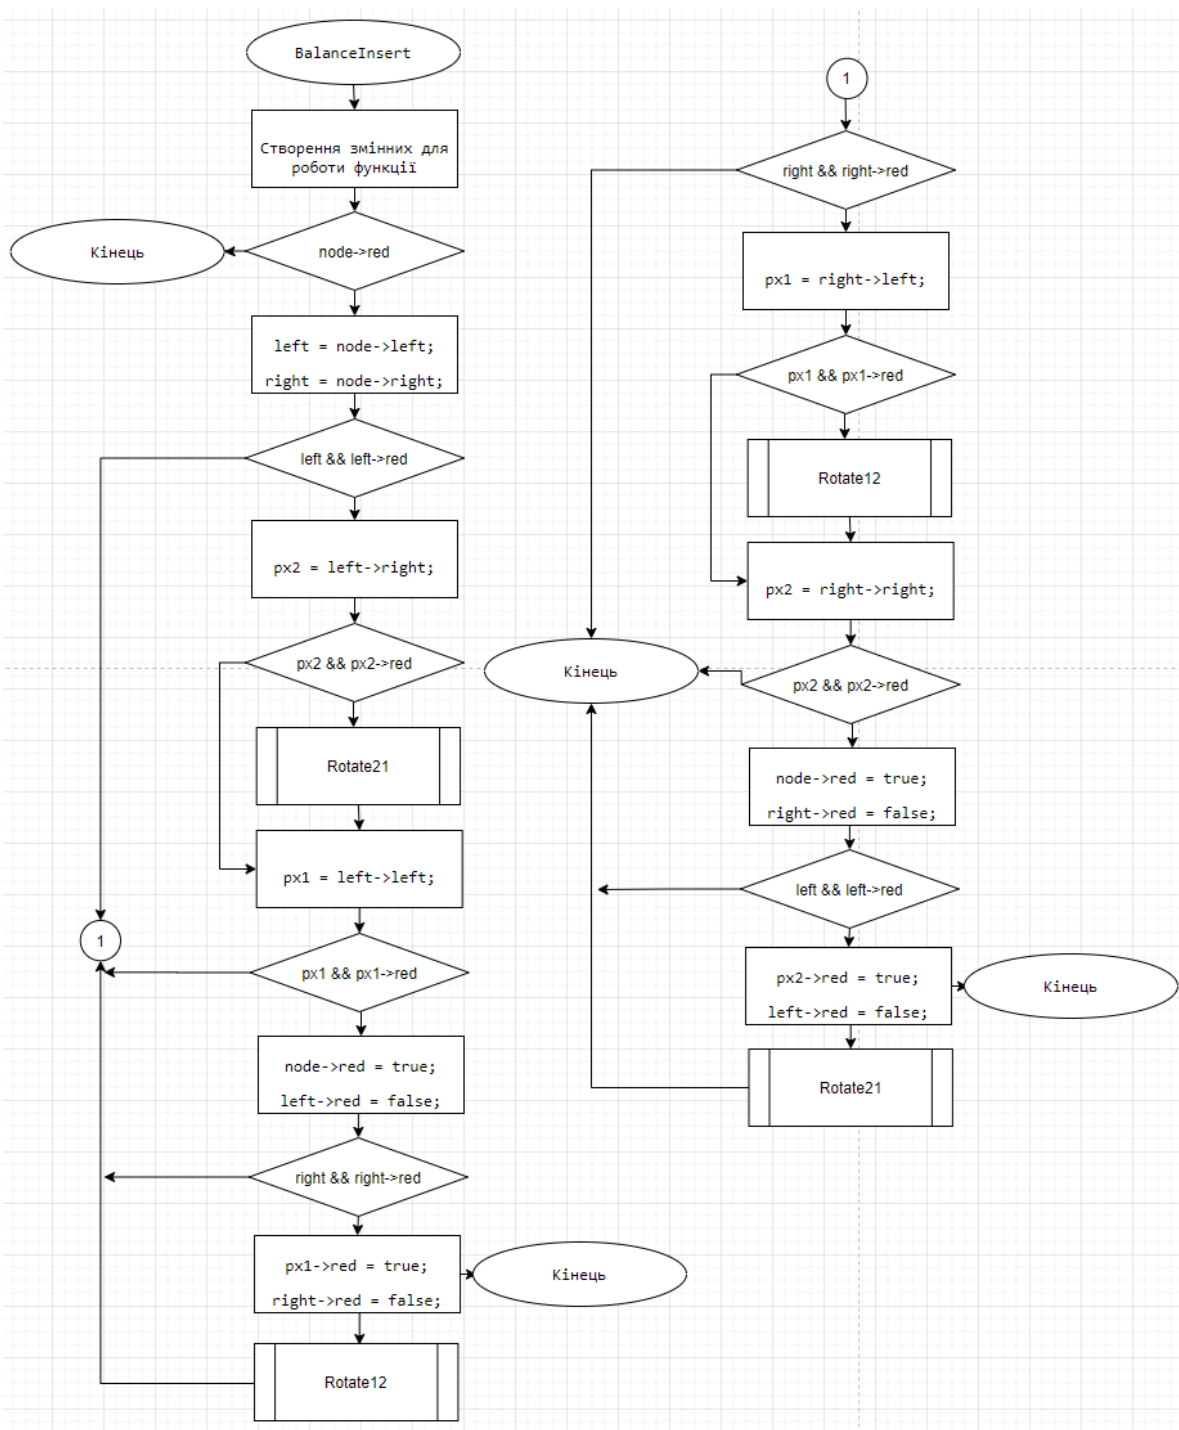 BalanceInsert
Створення змінних для
роботи функції
Кінець
node->red
left = node->left;
right = node->right;
left && left->red
px2 = left->right;
px2 && px2->red
Rotate21
px1 = left->left;
1
px1 && px1->red
node->red = true;
left->red = false;
right && right->red
px1->red = true;
right->red = false;
Кінець
Rotate12
1
right && right->red
px1 = right->left;
px1 && px1->red
Rotate12
px2 = right->right;
Кінець
px2 && px2->red
node->red = true;
right->red = false;
left && left->red
px2->red = true;
left->red = false;
Кінець
Rotate21